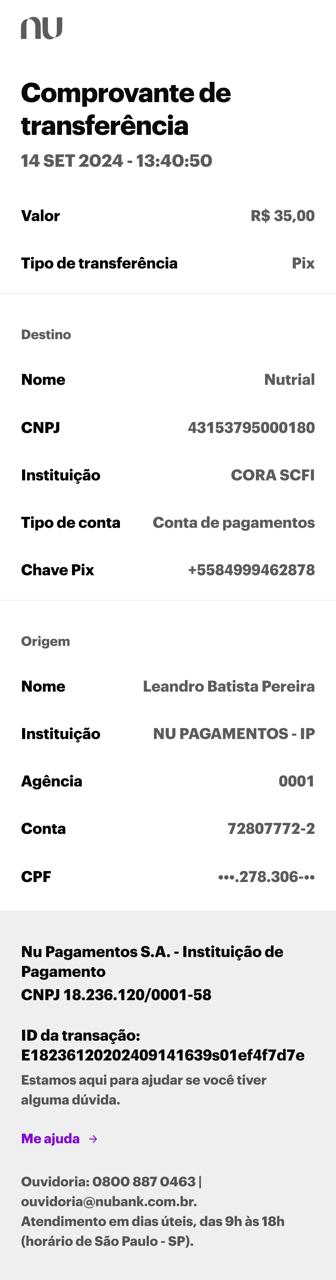 nu
Comprovante de
transferência
14 SET 2024 - 13:40:50
Valor R$ 35,00
Tipo de transferência Pix
Destino
Nome Nutrial
CNPJ 43153795000180
Instituição CORA SCFI
Tipo de conta Conta de pagamentos
Chave Pix +5584999462878
Origem
Nome Leandro Batista Pereira
Instituição NU PAGAMENTOS - IP
Agência 0001
Conta 72807772-2
CPF •••.278.306-••
Nu Pagamentos S.A. - Instituição de
Pagamento
CNPJ 18.236.120/0001-58
ID da transação:
E18236120202409141639s01ef4f7d7e
Estamos aqui para ajudar se você tiver
alguma dúvida.
Me ajuda →
Ouvidoria: 0800 887 0463 |
ouvidoria@nubank.com.br.
Atendimento em dias úteis, das 9h às 18h
(horário de São Paulo - SP).